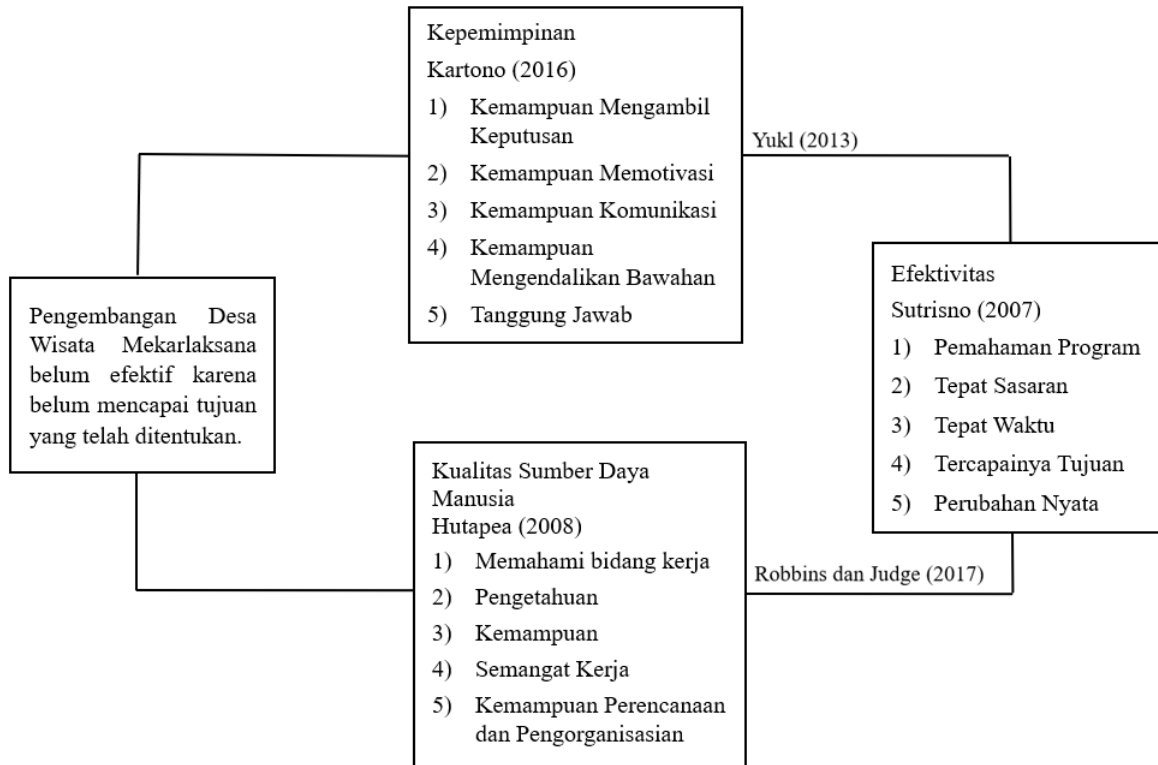 Kepemimpinan
Kartono (2016)
1) Kemampuan Mengambil
Keputusan
2) Kemampuan Memotivasi
3) Kemampuan Komunikasi
4) Kemampuan
Mengendalikan Bawahan
5) Tanggung Jawab
Yukl (2013)
Pengembangan Desa
Wisata Mekarlaksana
belum efektif karena
belum mencapai tujuan
yang telah ditentukan.
Efektivitas
Sutrisno (2007)
1) Pemahaman Program
2) Tepat Sasaran
3) Tepat Waktu
4) Tercapainya Tujuan
5) Perubahan Nyata
Kualitas Sumber Daya
Manusia
Hutapea (2008)
1) Memahami bidang kerja
2) Pengetahuan
3) Kemampuan
4) Semangat Kerja
5) Kemampuan Perencanaan
dan Pengorganisasian
Robbins dan Judge (2017)